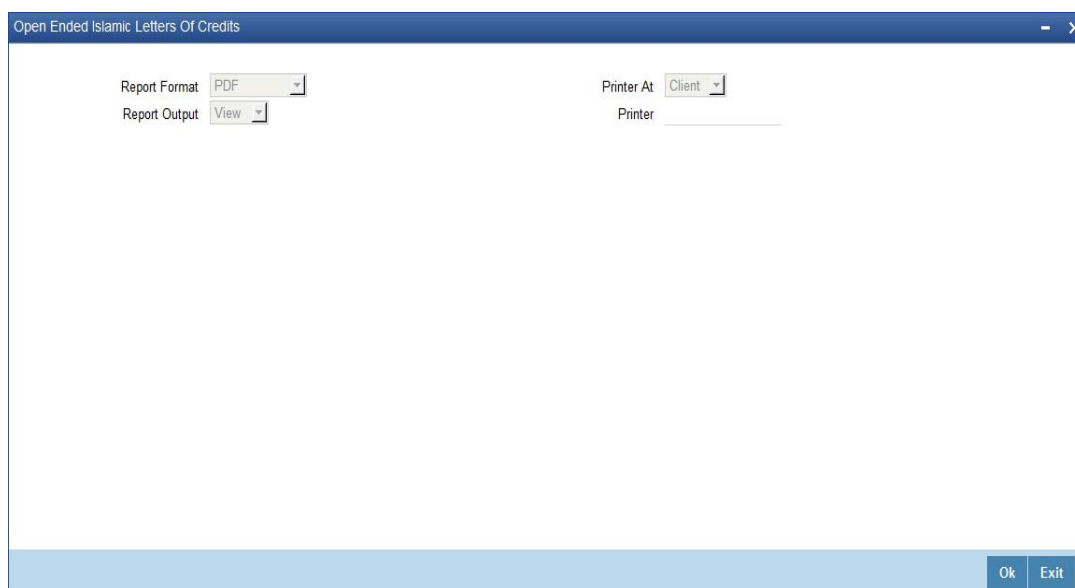 Open Ended Islamic Letters Of Credits
Report Format PDF Printer At Client
Report Output View Printer
Ok Exit